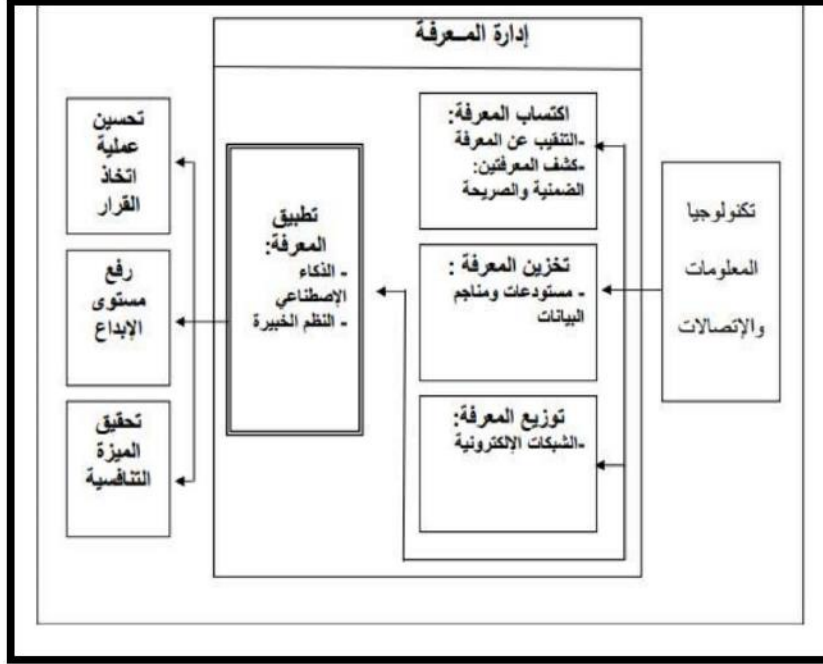 إدارة المـعرفة
تكنولوجيا
المعلومات
والإتصالات
اكتساب المعرفة:
-التنقيب عن المعرفة
-كشف المعرفتين:
الضمنية والصريحة
تخزين المعرفة :
- مستودعات ومناجم
البيانات
توزيع المعرفة:
-الشبكات الإلكترونية
تطبيق
المعرفة:
- الذكاء
الإصطناعي
- النظم الخبيرة
تحسين
عملية
اتخاذ
القرار
رفع
مستوى
الإبداع
تحقيق
الميزة
التنافسية